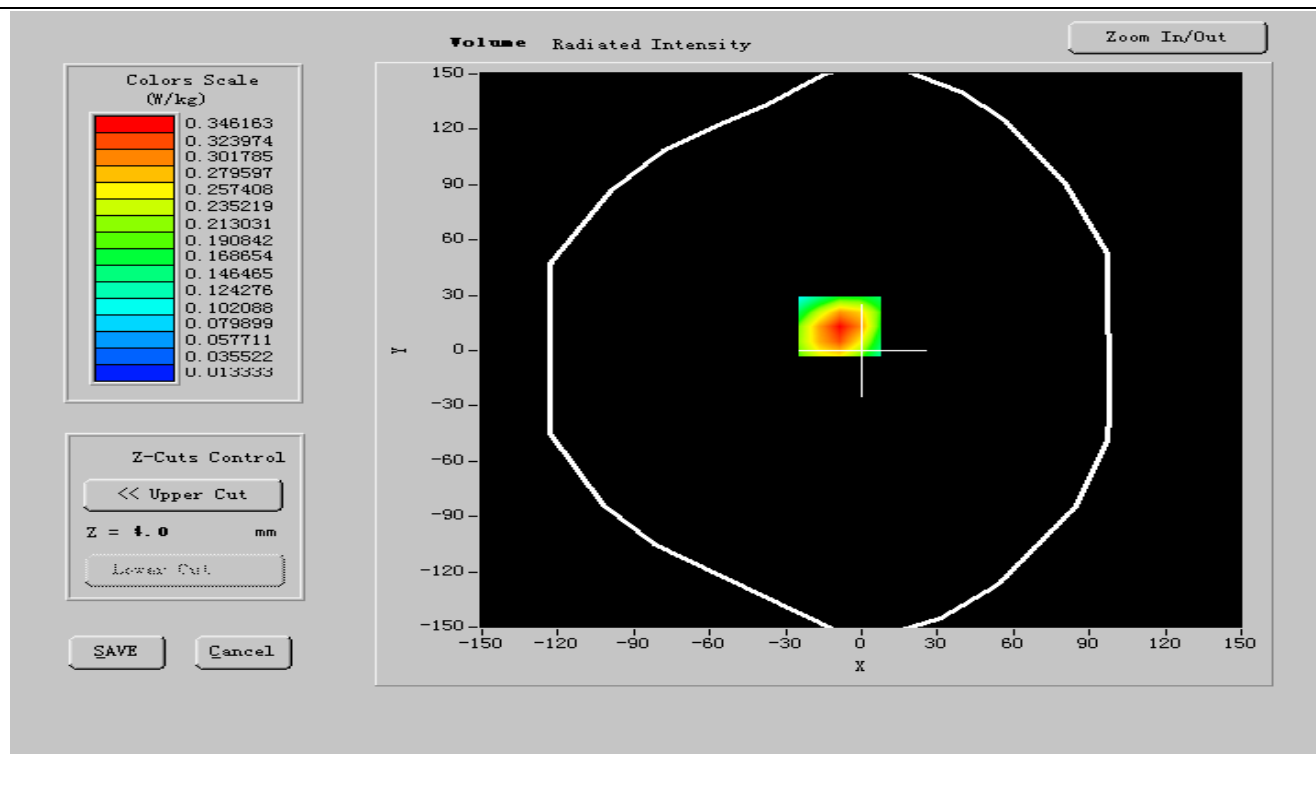 Volume Radiated Intensity
Zoom In/Out
Colors Scale
(W/kg)
0.346163
0.323974
0.301785
0.279597
0.257408
0.235219
0.213031
0.190842
0.168654
0.146465
0.124276
0.102088
0.079899
0.057711
0.035522
0.013333
Z-Cuts Control
<< Upper Cut
Z = 4.0 mm
Lower Cut
SAVE Cancel
150
120
90
60
30
0
-30
-60
-90
-120
-150
Y
-150 -120 -90 -60 -30 0 30 60 90 120 150
X